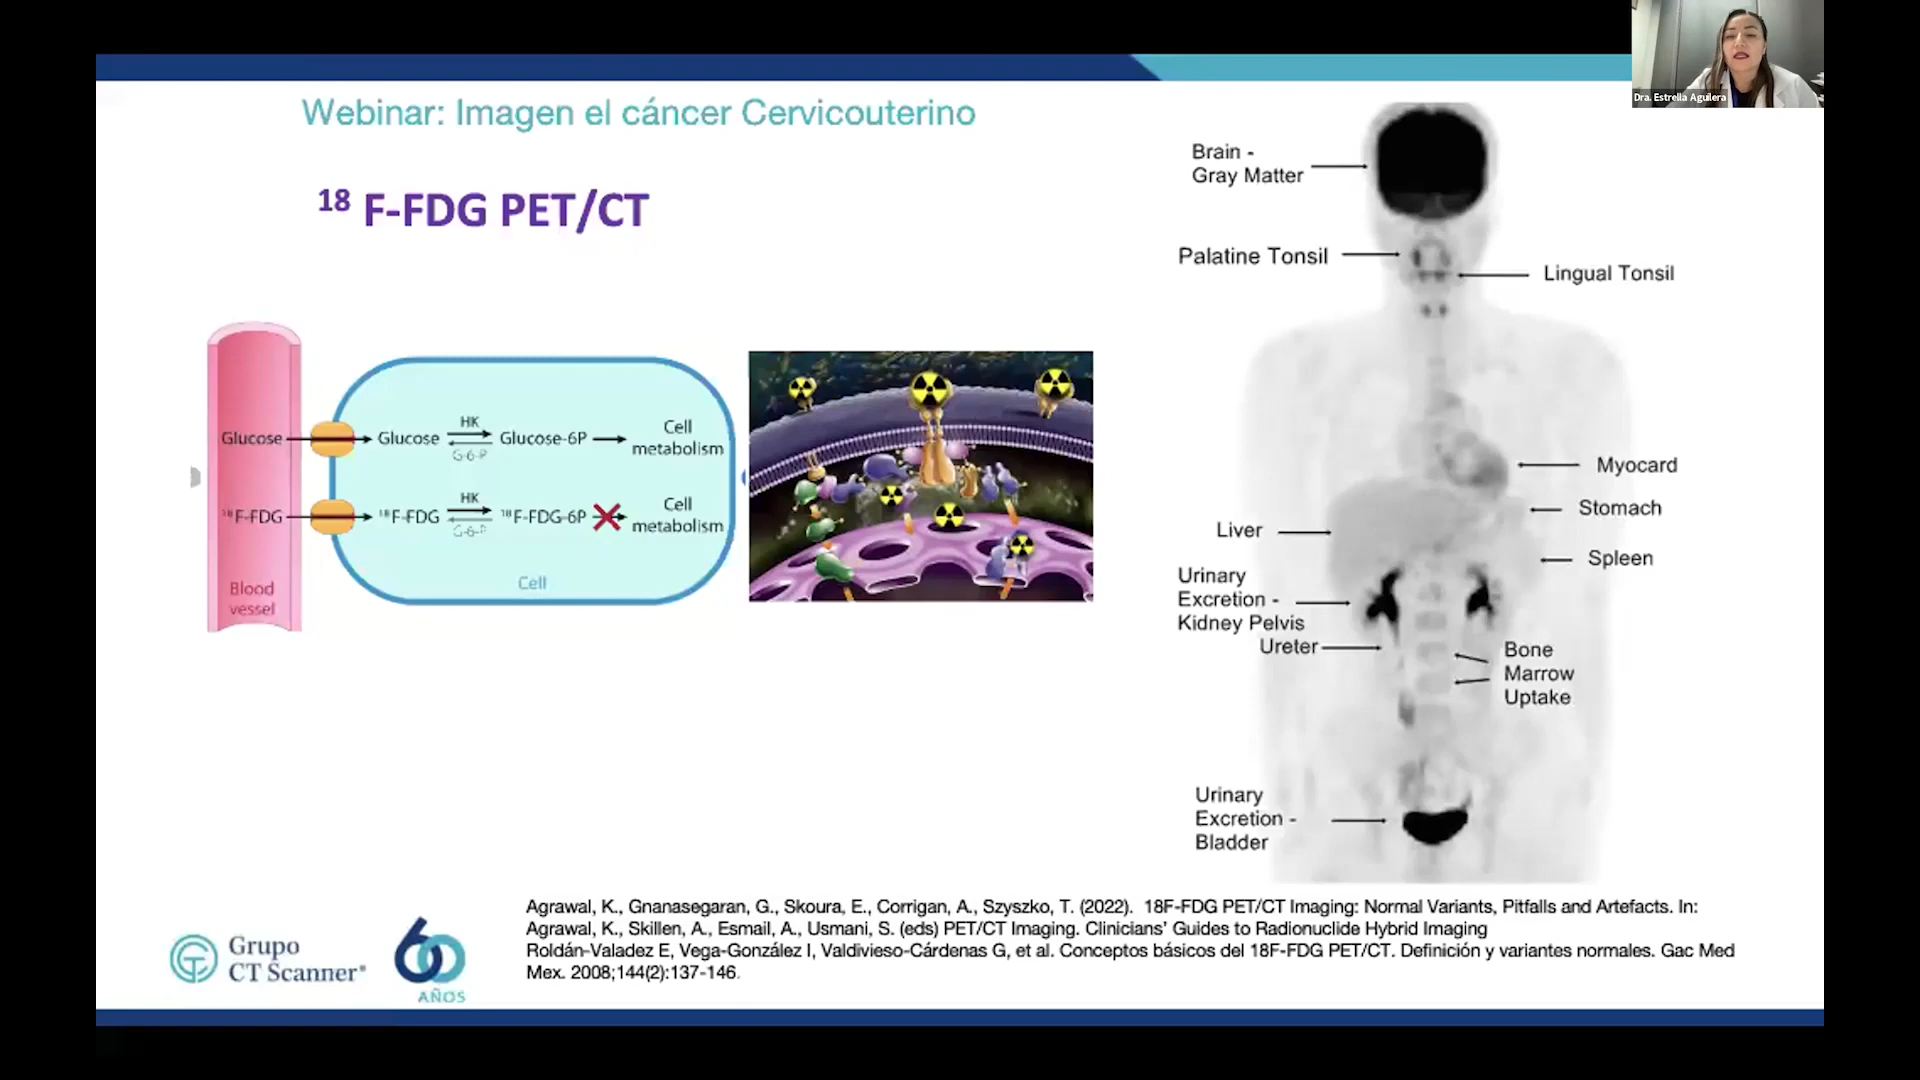 Dra. Estrella Aguilera
Webinar: Imagen el cáncer Cervicouterino
18 F-FDG PET/CT
Glucose
Glucose
HK
G-6-P
Glucose-6P
Cell
metabolism
18F-FDG
18F-FDG
HK
G-6-P
18F-FDG-6P
Cell
metabolism
Blood
vessel
Cell
Brain -
Gray Matter
Palatine Tonsil
Lingual Tonsil
Myocard
Stomach
Liver
Spleen
Urinary
Excretion -
Kidney Pelvis
Ureter
Bone
Marrow
Uptake
Urinary
Excretion -
Bladder
Agrawal, K., Gnanasegaran, G., Skoura, E., Corrigan, A., Szyszko, T. (2022). 18F-FDG PET/CT Imaging: Normal Variants, Pitfalls and Artefacts. In:
Agrawal, K., Skillen, A., Esmail, A., Usmani, S. (eds) PET/CT Imaging. Clinicians' Guides to Radionuclide Hybrid Imaging
Roldán-Valadez E, Vega-González I, Valdivieso-Cárdenas G, et al. Conceptos básicos del 18F-FDG PET/CT. Definición y variantes normales. Gac Med
Mex. 2008;144(2):137-146.
Grupo
CT Scanner®
60
AÑOS